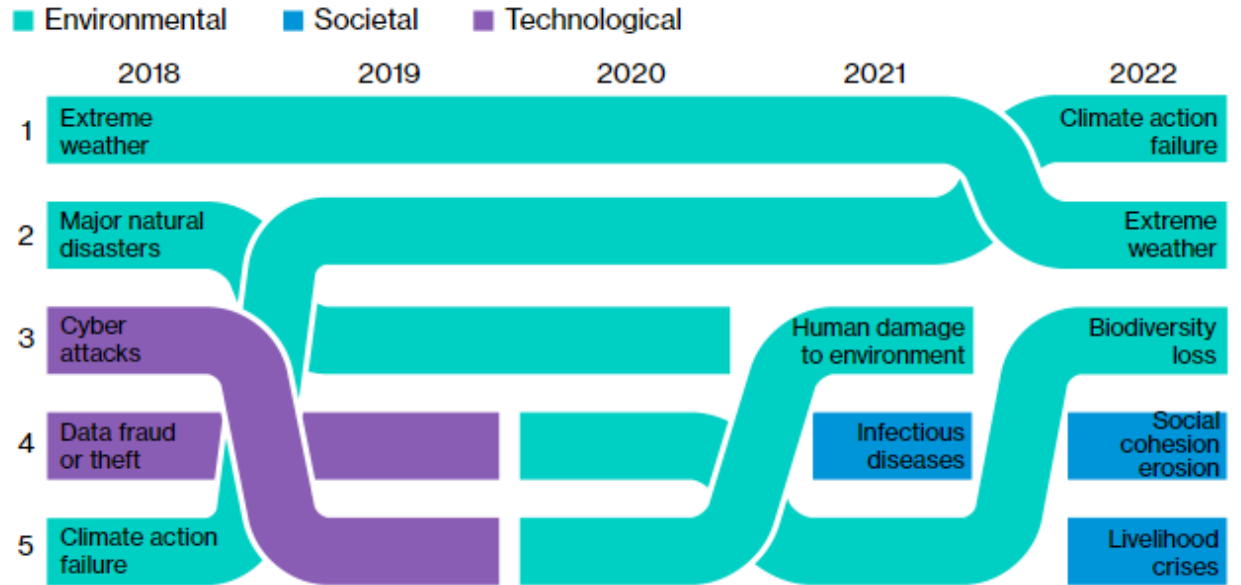 Environmental Societal Technological
2018 2019 2020 2021 2022
1
Extreme
weather
Climate action
failure
2
Major natural
disasters
Extreme
weather
3
Cyber
attacks
Human damage
to environment
Biodiversity
loss
4
Data fraud
or theft
Infectious
diseases
Social
cohesion
erosion
5
Climate action
failure
Livelihood
crises